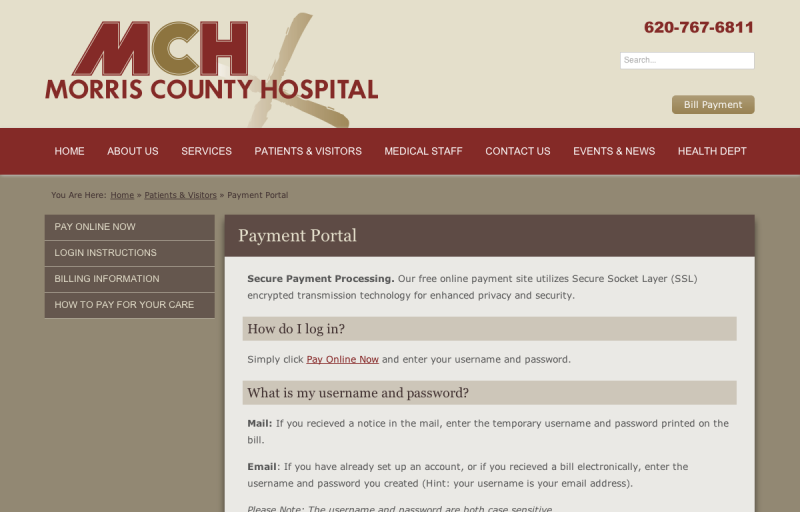 MCH
MORRIS COUNTY HOSPITAL
620-767-6811
Search...
Bill Payment
HOME ABOUT US SERVICES PATIENTS & VISITORS MEDICAL STAFF CONTACT US EVENTS & NEWS HEALTH DEPT
You Are Here: Home » Patients & Visitors » Payment Portal
PAY ONLINE NOW
LOGIN INSTRUCTIONS
BILLING INFORMATION
HOW TO PAY FOR YOUR CARE
Payment Portal
Secure Payment Processing. Our free online payment site utilizes Secure Socket Layer (SSL)
encrypted transmission technology for enhanced privacy and security.
How do I log in?
Simply click Pay Online Now and enter your username and password.
What is my username and password?
Mail: If you recieved a notice in the mail, enter the temporary username and password printed on the
bill.
Email: If you have already set up an account, or if you recieved a bill electronically, enter the
username and password you created (Hint: your username is your email address).
Please Note: The username and password are both case sensitive.